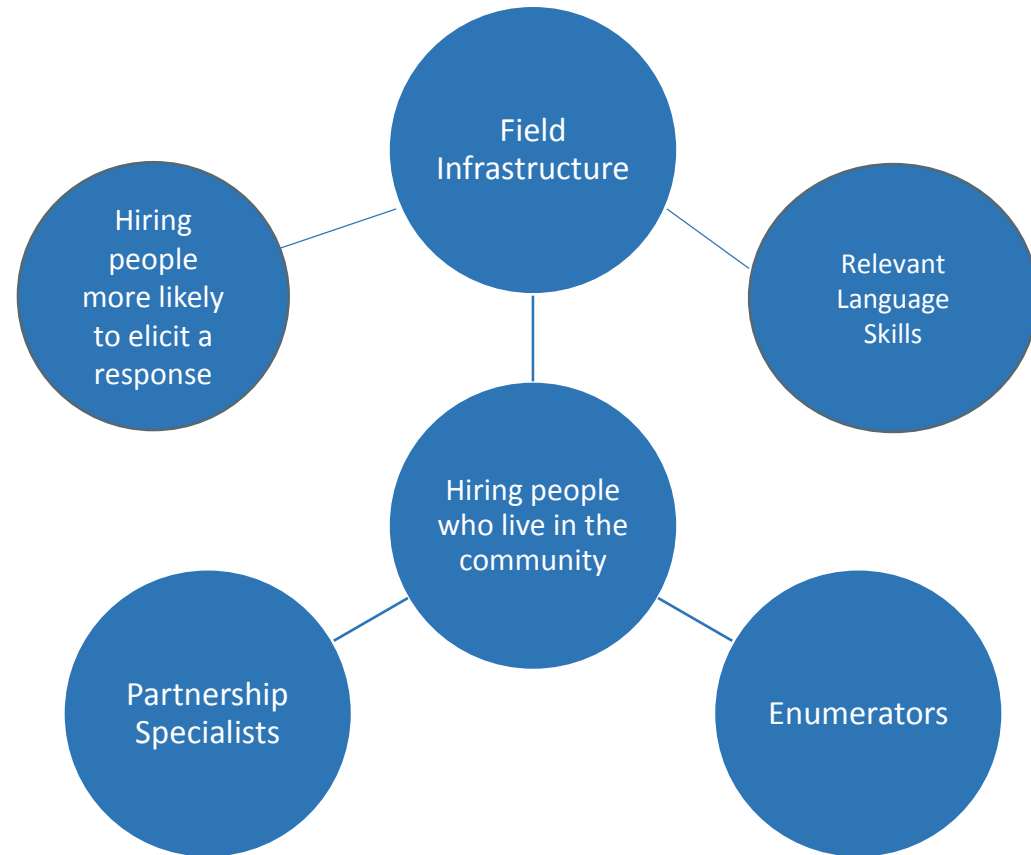 Field
Infrastructure
Hiring
people
more likely
to elicit a
response
Relevant
Language
Skills
Hiring people
who live in the
community
Partnership
Specialists
Enumerators